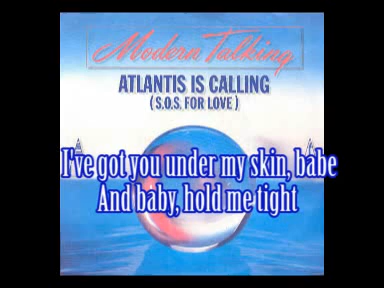 Modern Talking
ATLANTIS IS CALLING
(S.O.S. FOR LOVE)
I've got you under my skin, babe
And baby, hold me tight